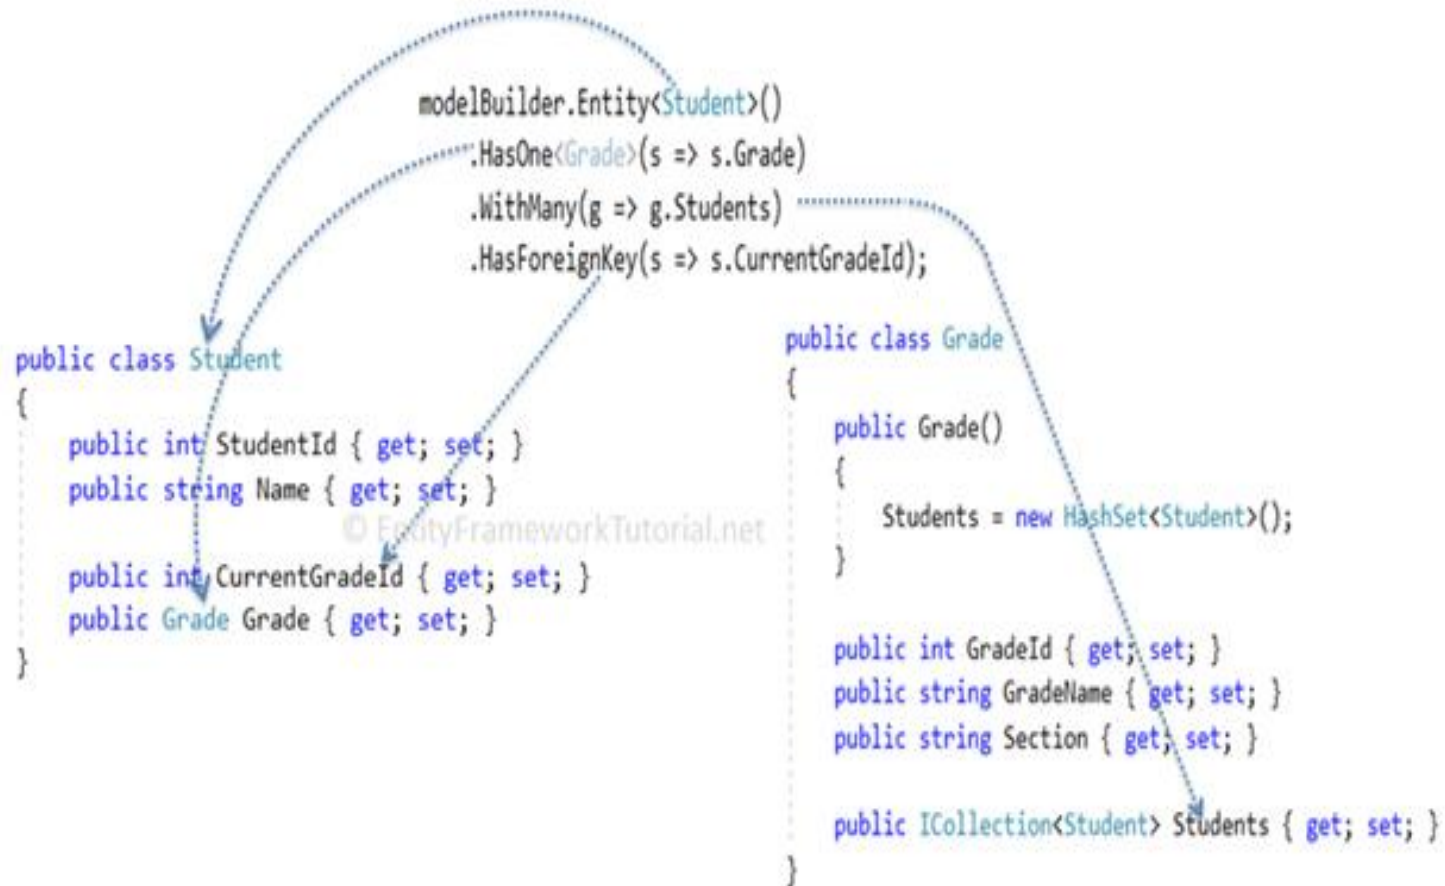 modelBuilder.Entity<Student>()
.HasOne<Grade>(s => s.Grade)
.WithMany(g => g.Students)
.HasForeignKey(s => s.CurrentGradeId);
public class Student
{
public int StudentId { get; set; }
public string Name { get; set; }
© EntityFrameworkTutorial.net
public int CurrentGradeId { get; set; }
public Grade Grade { get; set; }
}
public class Grade
{
public Grade()
{
Students = new HashSet<Student>();
}
public int GradeId { get; set; }
public string GradeName { get; set; }
public string Section { get; set; }
public ICollection<Student> Students { get; set; }
}